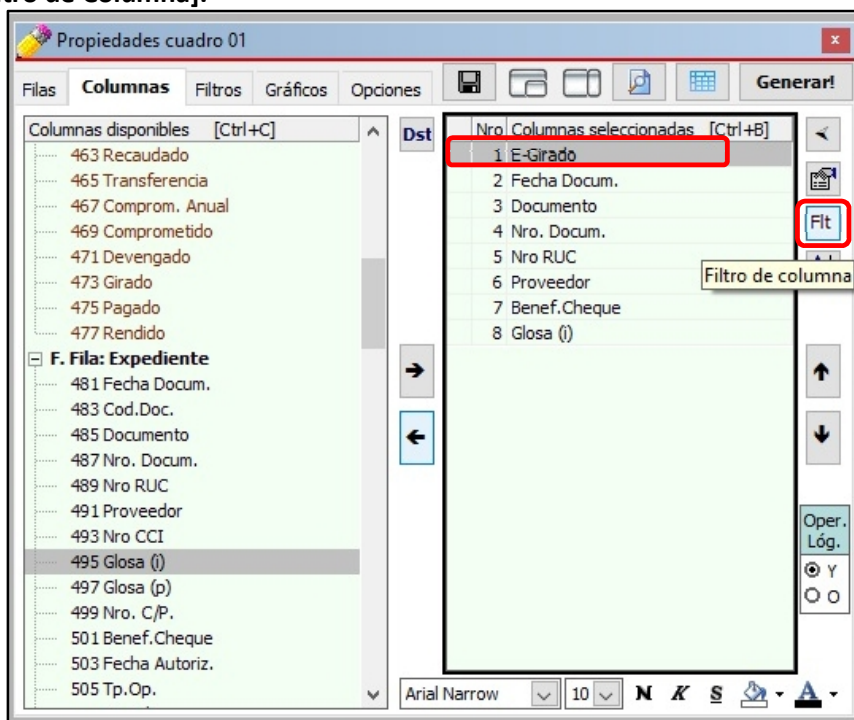 tro de Columna].
Propiedades cuadro 01
x
Filas Columnas Filtros Gráficos Opciones Generar!
Columnas disponibles [Ctrl+C]
463 Recaudado
465 Transferencia
467 Comprom. Anual
469 Comprometido
471 Devengado
473 Girado
475 Pagado
477 Rendido
F. Fila: Expediente
481 Fecha Docum.
483 Cod.Doc.
485 Documento
487 Nro. Docum.
489 Nro RUC
491 Proveedor
493 Nro CCI
495 Glosa (i)
497 Glosa (p)
499 Nro. C/P.
501 Benef.Cheque
503 Fecha Autoriz.
505 Tp.Op.
Dst
Nro Columnas seleccionadas [Ctrl+B]
1 E-Girado
2 Fecha Docum.
3 Documento
4 Nro. Docum.
5 Nro RUC
6 Proveedor
7 Benef.Cheque
8 Glosa (i)
Flt
Filtro de columna
Oper.
Lóg.
Y
O
Arial Narrow 10 N K S A